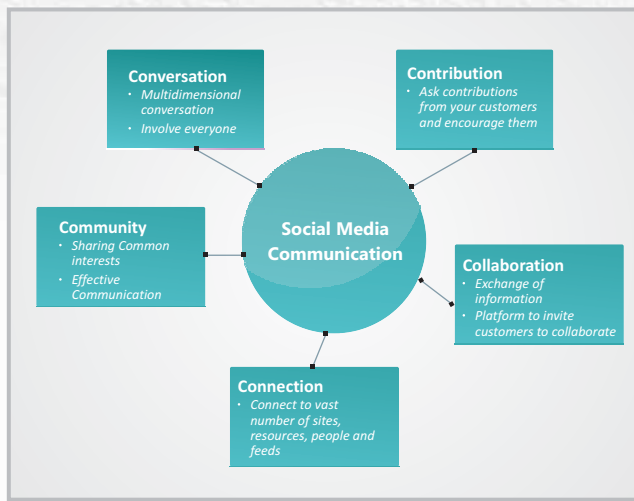 Conversation
• Multidimensional
conversation
• Involve everyone
Contribution
• Ask contributions
from your customers
and encourage them
Social Media
Communication
Community
• Sharing Common
interests
• Effective
Communication
Collaboration
• Exchange of
information
• Platform to invite
customers to collaborate
Connection
• Connect to vast
number of sites,
resources, people and
feeds